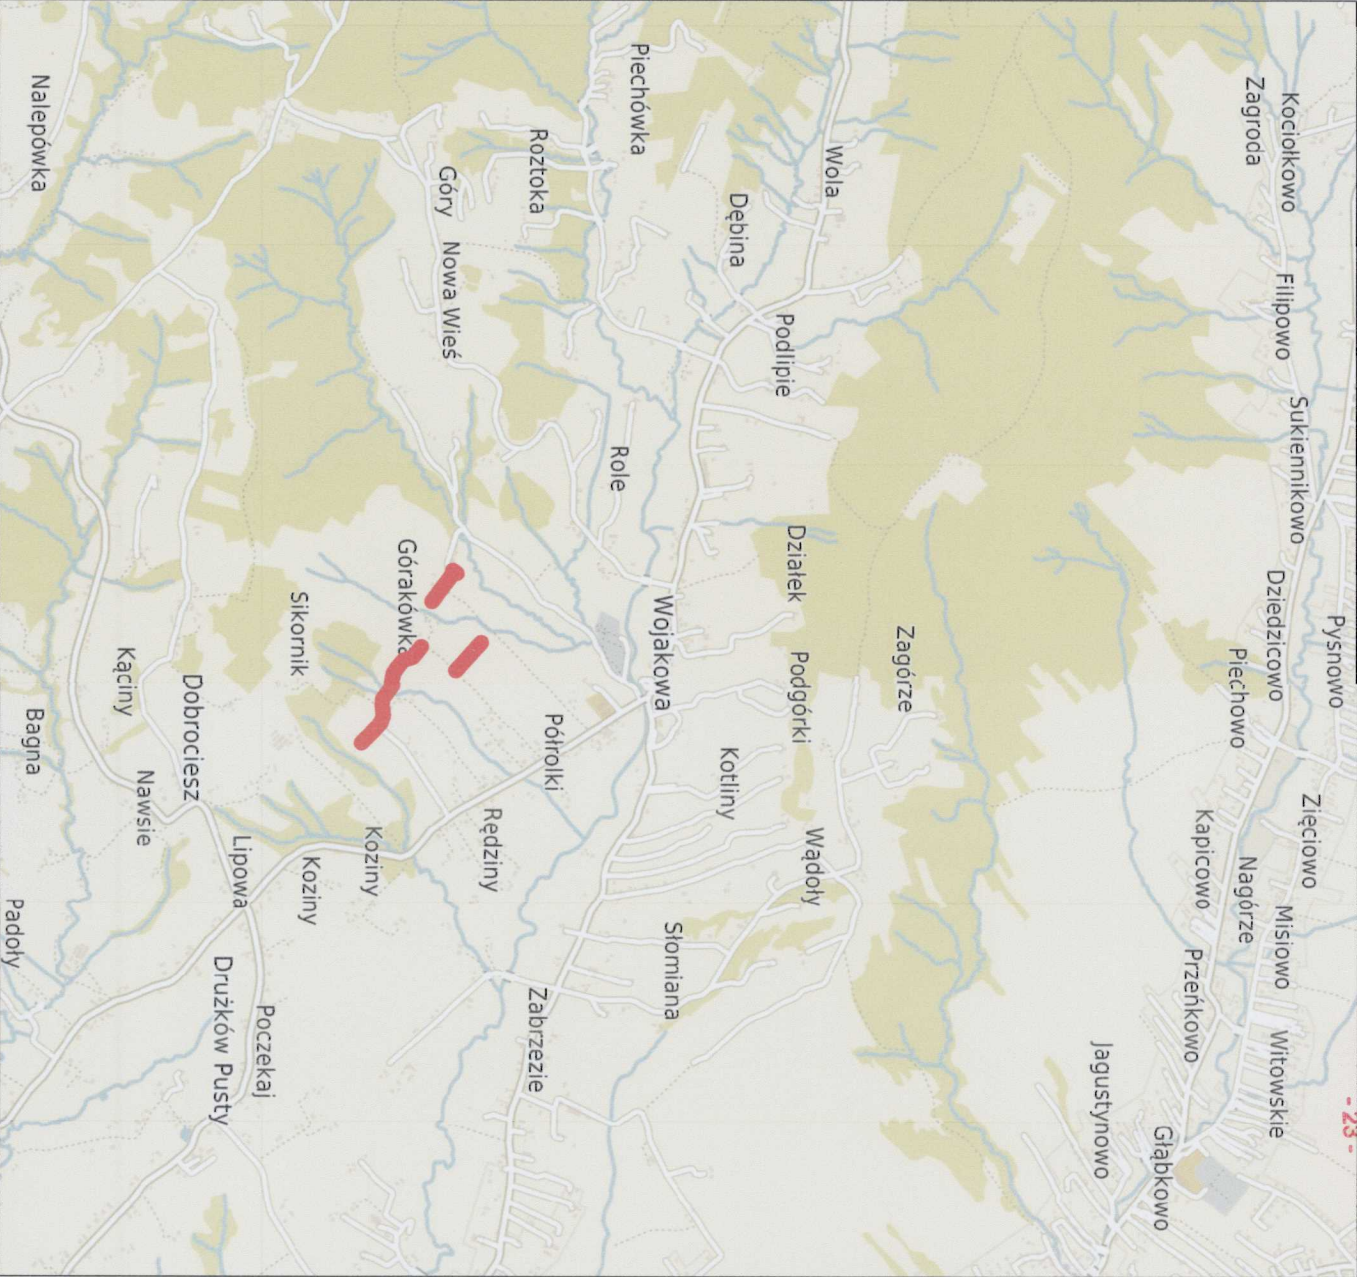 - 23 -
Kociołkowo
Zagroda
Filipowo
Sukiennikowo
Pysnowo
Dziedzicowo
Piechowo
Zięciowo
Kapicowo
Nagórze
Misiowo
Przeńkowo
Witowskie
Jagustynowo
Głąbkowo
Zagórze
Piechówka
Wola
Roztoka
Dębina
Podlipie
Góry
Nowa Wieś
Role
Działek
Podgórki
Wojakowa
Kotliny
Wądoły
Słomiana
Zabrzezie
Półrolki
Rędziny
Górakówka
Sikornik
Koziny
Koziny
Lipowa
Dobrociesz
Kąciny
Nawsie
Bagna
Padoły
Poczekaj
Drużków Pusty
Nalepówka